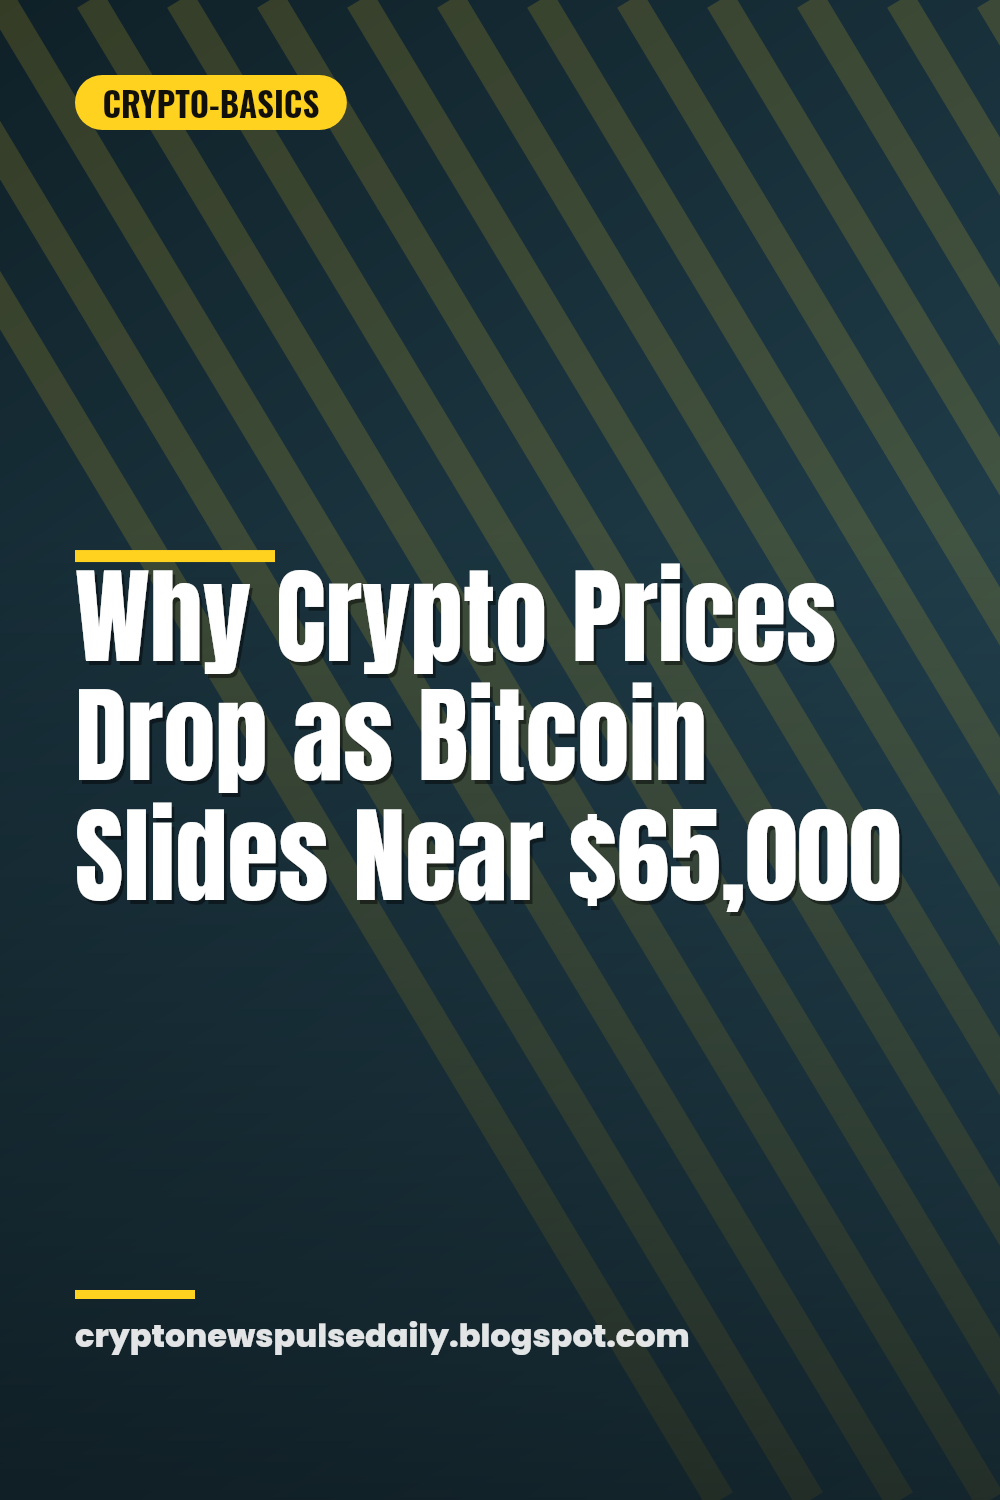 CRYPTO-BASICS
Why Crypto Prices
Drop as Bitcoin
Slides Near $65,000
cryptonewspulsedaily.blogspot.com